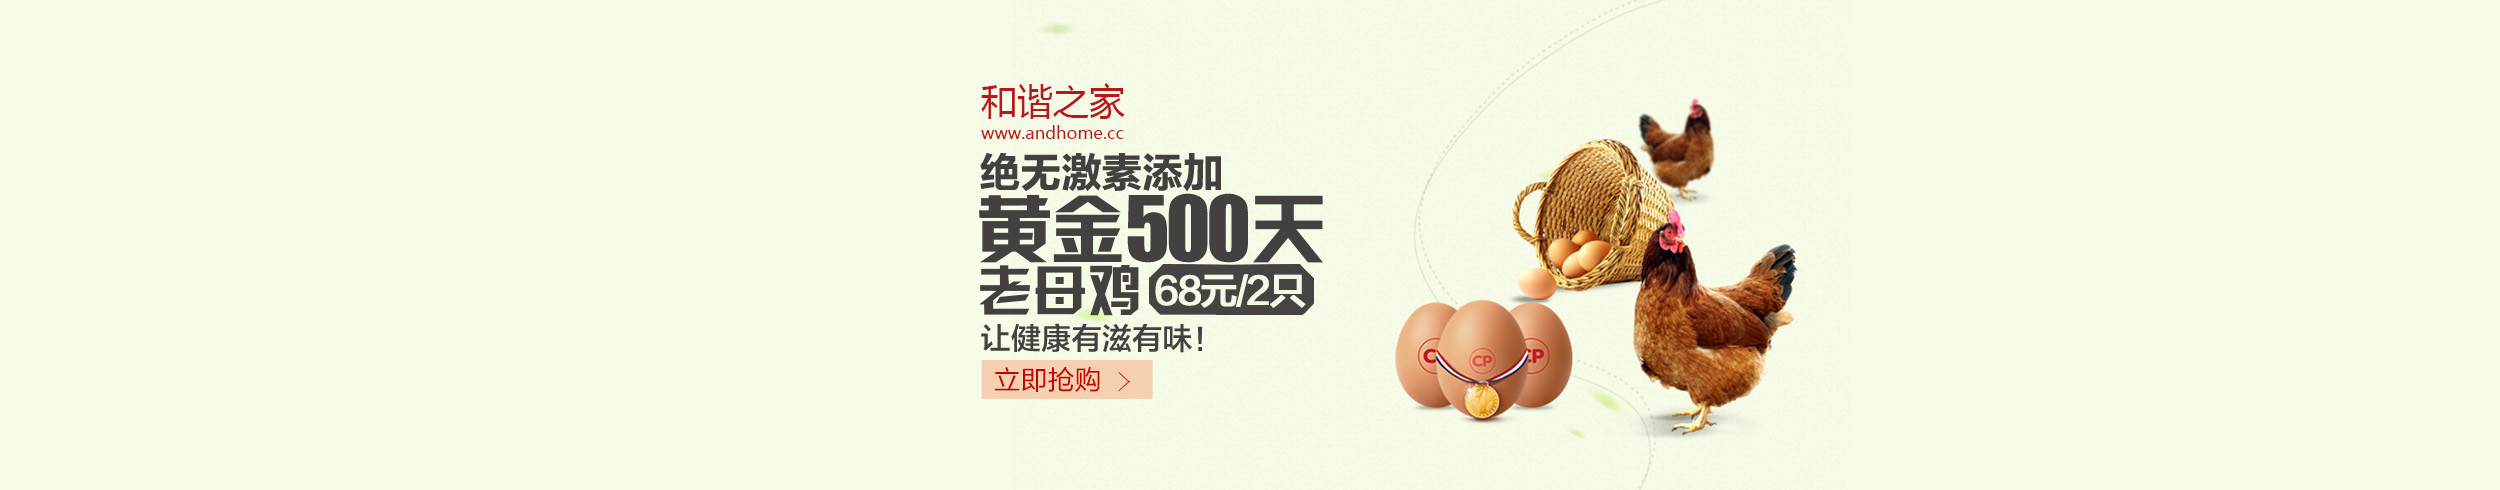 和谐之家
www.andhome.cc
绝无激素添加
黄金500天
老母鸡 68元/2只
让健康有滋有味！
立即抢购 >
C
CP
CP